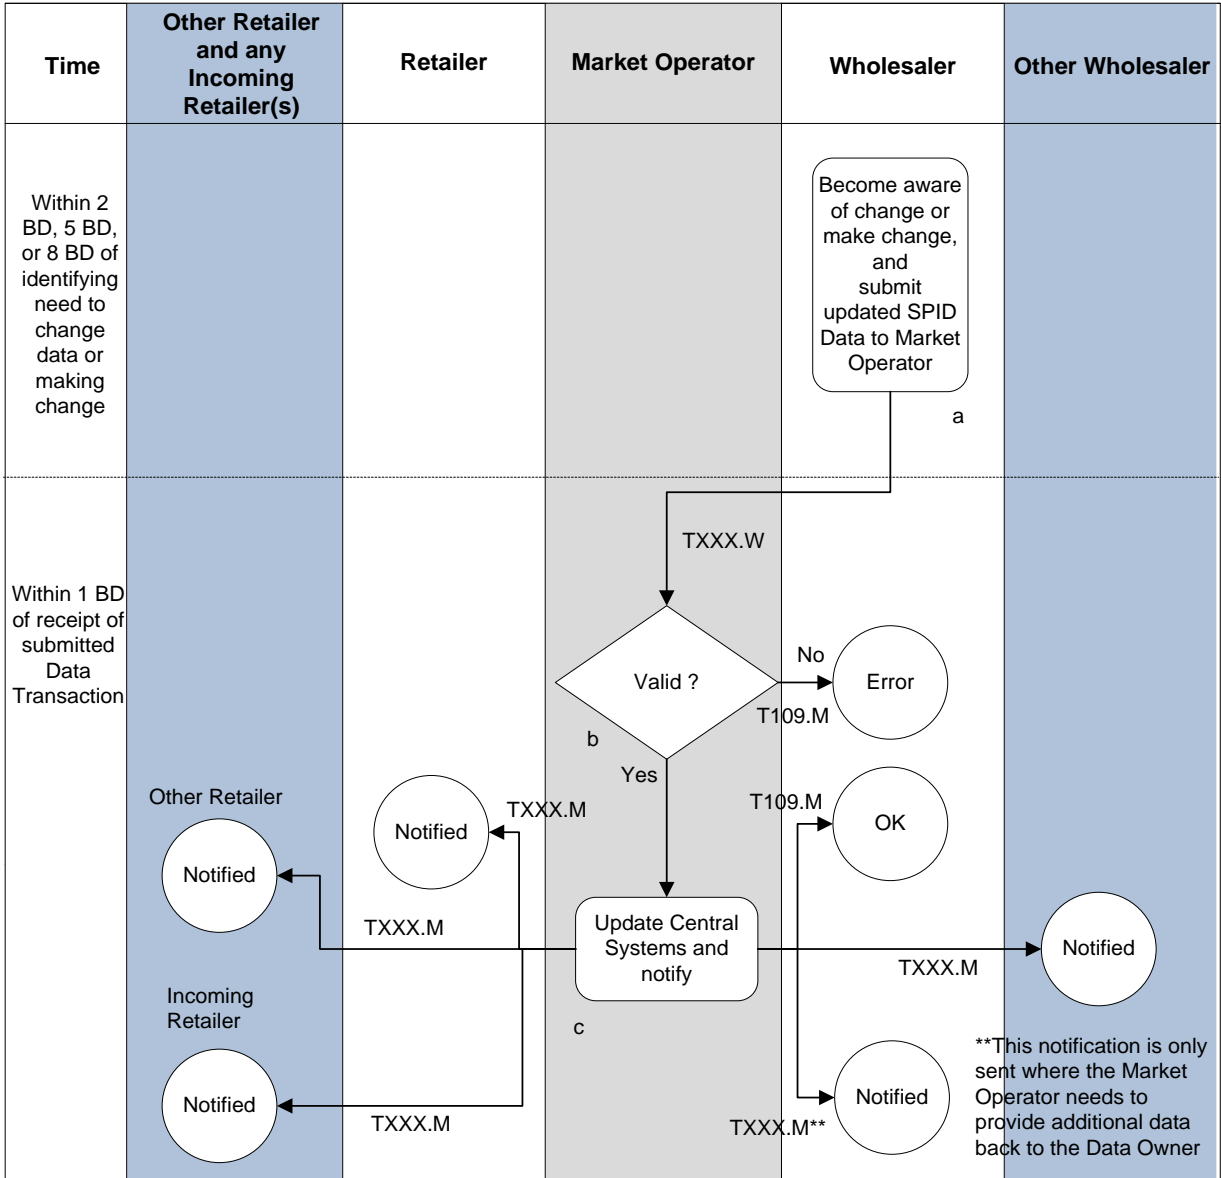 Time
Other Retailer
and any
Incoming
Retailer(s)
Retailer
Market Operator
Wholesaler
Other Wholesaler
Within 2
BD, 5 BD,
or 8 BD of
identifying
need to
change
data or
making
change
Become aware
of change or
make change,
and
submit
updated SPID
Data to Market
Operator
a
TXXX.W
Within 1 BD
of receipt of
submitted
Data
Transaction
Valid ?
b
No
T109.M
Error
Yes
Other Retailer
Notified
Notified
TXXX.M
T109.M
OK
TXXX.M
Update Central
Systems and
notify
c
TXXX.M
Notified
Incoming
Retailer
Notified
TXXX.M
TXXX.M**
Notified
**This notification is only
sent where the Market
Operator needs to
provide additional data
back to the Data Owner